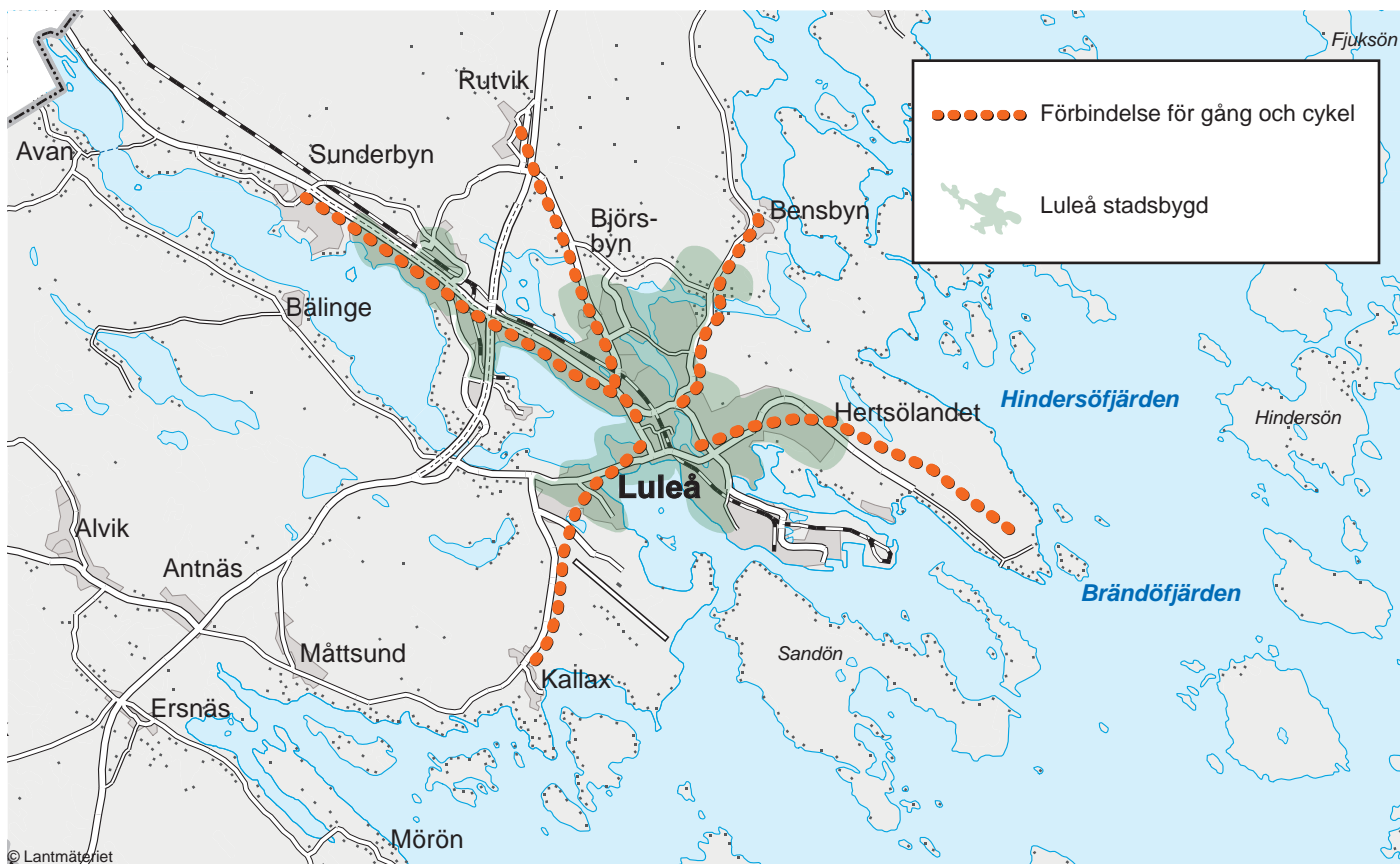 Fjuksön
Rutvik
Förbindelse för gång och cykel
Avan
Sunderbyn
Luleå stadsbygd
Björs-
byn
Bensbyn
Bälinge
Hertsölandet
Hindersöfjärden
Hindersön
Luleå
Alvik
Antnäs
Brändöfjärden
Måttsund
Sandön
Kallax
Ersnäs
Mörön
© Lantmäteriet